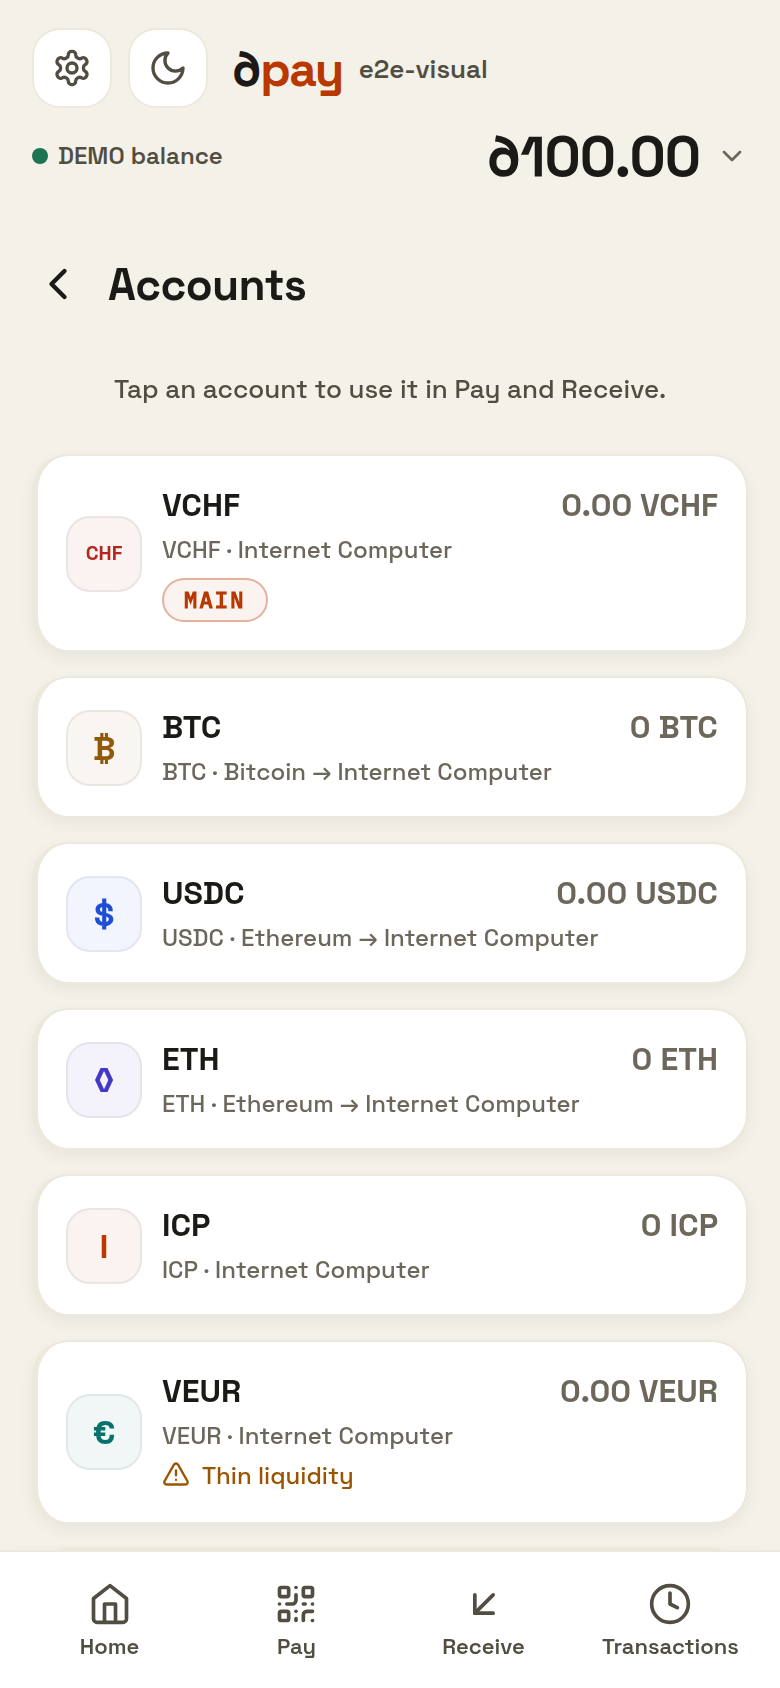 ∂pay e2e-visual
DEMO balance
∂100.00
Accounts
Tap an account to use it in Pay and Receive.
CHF
VCHF
0.00 VCHF
VCHF · Internet Computer
MAIN
₿
BTC
0 BTC
BTC · Bitcoin → Internet Computer
$
USDC
0.00 USDC
USDC · Ethereum → Internet Computer
ETH
0 ETH
ETH · Ethereum → Internet Computer
I
ICP
0 ICP
ICP · Internet Computer
€
VEUR
0.00 VEUR
VEUR · Internet Computer
Thin liquidity
Home
Pay
Receive
Transactions